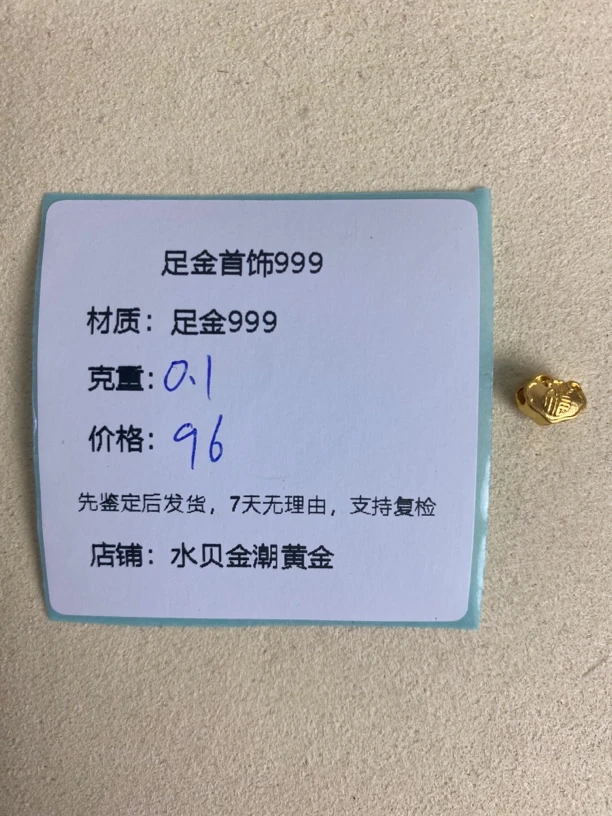 足金首饰999
材质：足金999
克重：0.1
价格：96
先鉴定后发货，7天无理由，支持复检
店铺：水贝金潮黄金